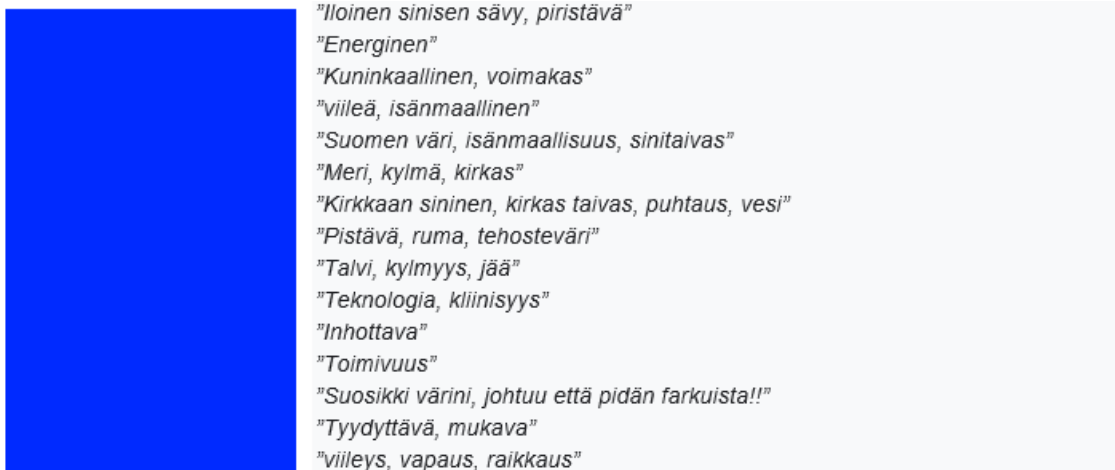 ”Iloinen sinisen sävy, piristävä”
”Energinen”
”Kuninkaallinen, voimakas”
”viileä, isänmaallinen”
”Suomen väri, isänmaallisuus, sinitaivas”
”Meri, kylmä, kirkas”
”Kirkkaan sininen, kirkas taivas, puhtaus, vesi”
”Pistävä, ruma, tehosteväri”
”Talvi, kylmyys, jää”
”Teknologia, kliinisyys”
”Inhottava”
”Toimivuus”
”Suosikki värini, johtuu että pidän farkuista!!”
”Tyydyttävä, mukava”
”viileys, vapaus, raikkaus”